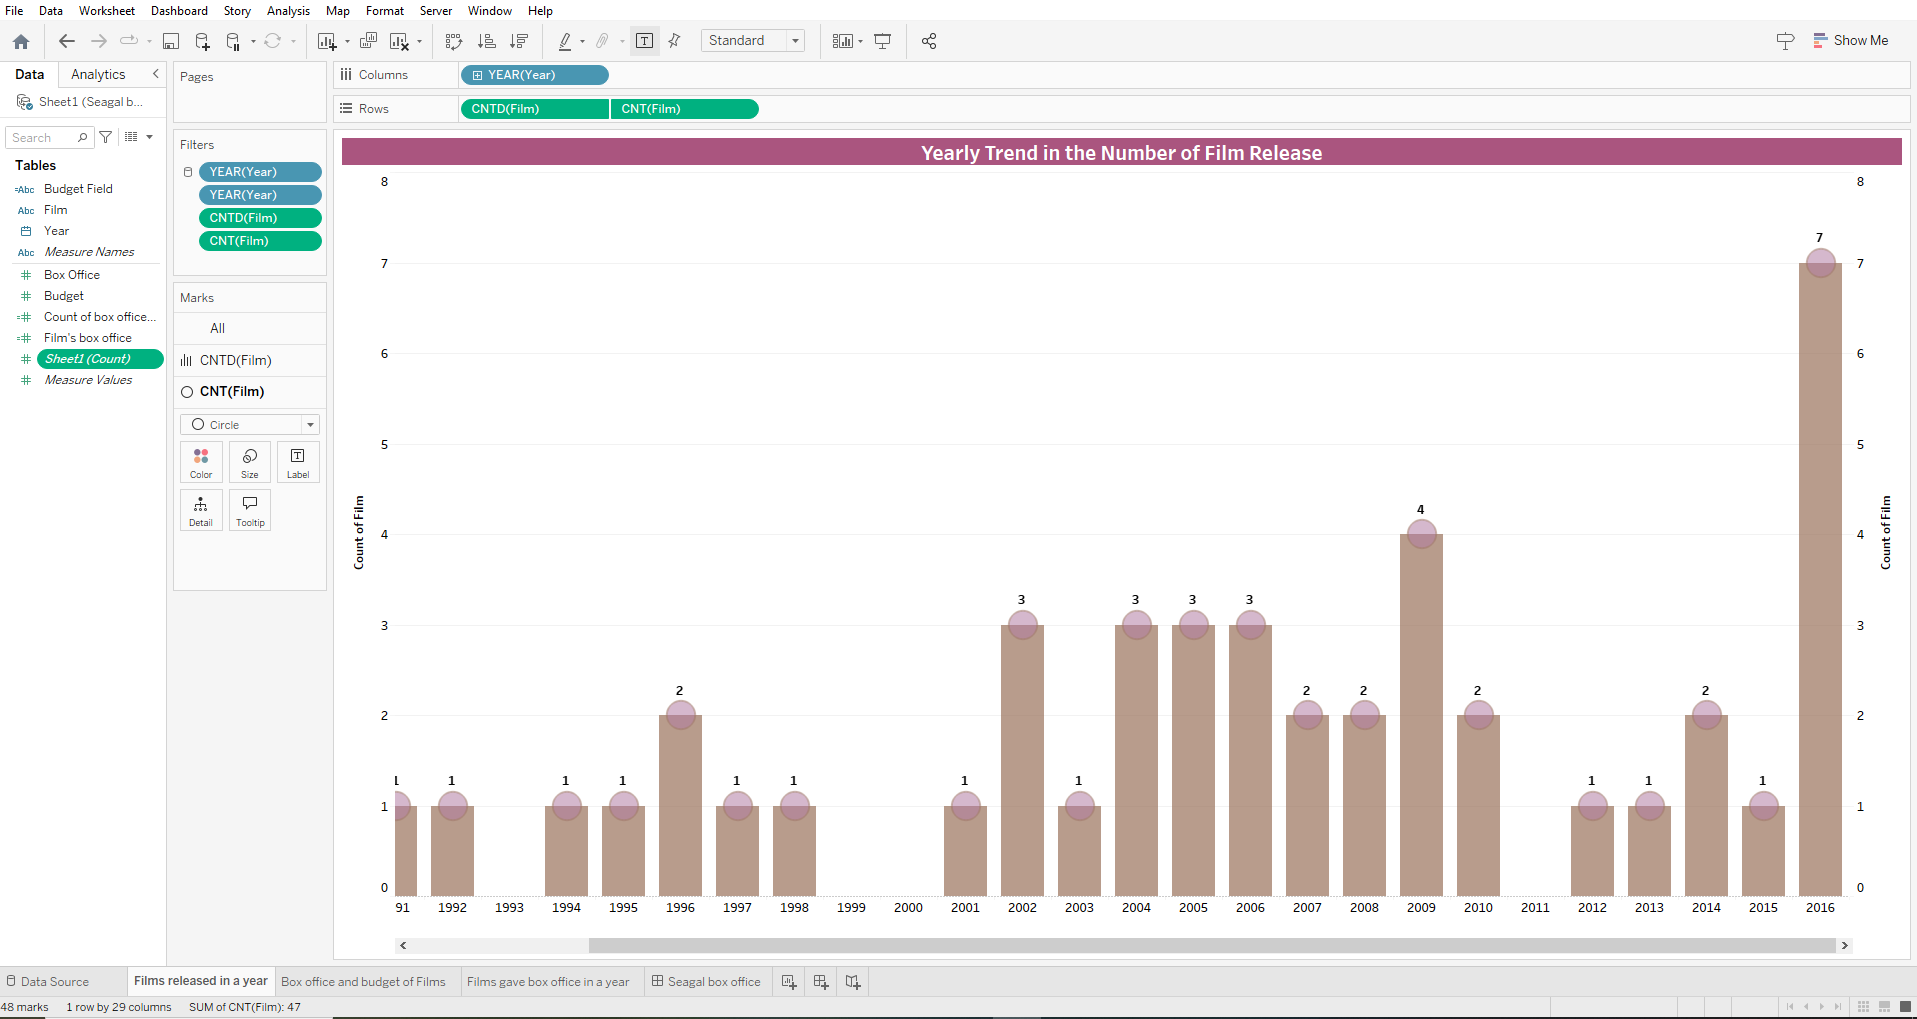 File Data Worksheet Dashboard Story Analysis Map Format Server Window Help
Standard
Show Me
Data Analytics
Sheet1 (Seagal b...
Search
Tables
Budget Field
Film
Year
Measure Names
Box Office
Budget
Count of box office...
Film's box office
Sheet1 (Count)
Measure Values
Pages
Filters
YEAR(Year)
YEAR(Year)
CNTD(Film)
CNT(Film)
Marks
All
CNTD(Film)
CNT(Film)
Circle
Color Size Label
Detail Tooltip
Columns YEAR(Year)
Rows CNTD(Film) CNT(Film)
Yearly Trend in the Number of Film Release
8 8
7
7 7
6 6
5 5
4
4 4
3 3 3 3
3 3
2 2 2 2 2
2 2
1 1 1 1 1 1 1 1 1 1 1
1 1
0 0
Count of Film
Count of Film
91 1992 1993 1994 1995 1996 1997 1998 1999 2000 2001 2002 2003 2004 2005 2006 2007 2008 2009 2010 2011 2012 2013 2014 2015 2016
Data Source Films released in a year Box office and budget of Films Films gave box office in a year Seagal box office
48 marks 1 row by 29 columns SUM of CNT(Film): 47